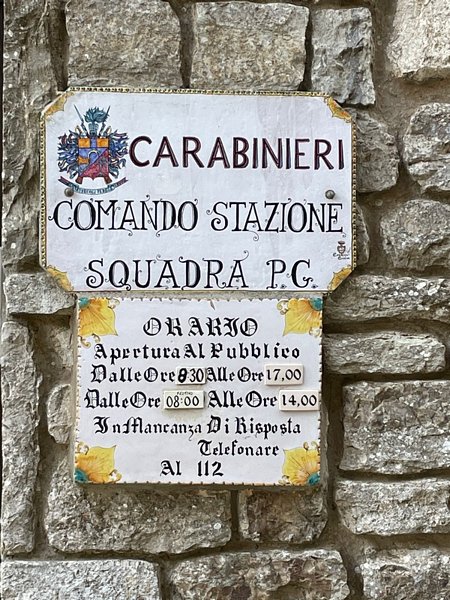 CARABINIERI
COMANDO STAZIONE
SQUADRA P.G.
ORARIO
Apertura Al Pubblico
Dalle Ore 8:30 Alle Ore 17,00
Dalle Ore 08:00 Alle Ore 14,00
In Mancanza Di Risposta
Telefonare
Al 112